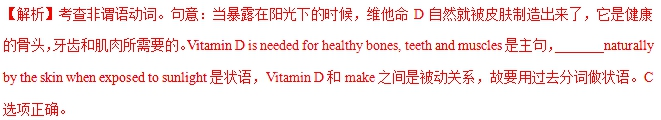 【解析】考查非谓语动词。句意：当暴露在阳光下的时候，维他命 D 自然就被皮肤制造出来了，它是健康
的骨头，牙齿和肌肉所需要的。Vitamin D is needed for healthy bones, teeth and muscles 是主句，_______naturally
by the skin when exposed to sunlight 是状语，Vitamin D 和 make 之间是被动关系，故要用过去分词做状语。C
选项正确。